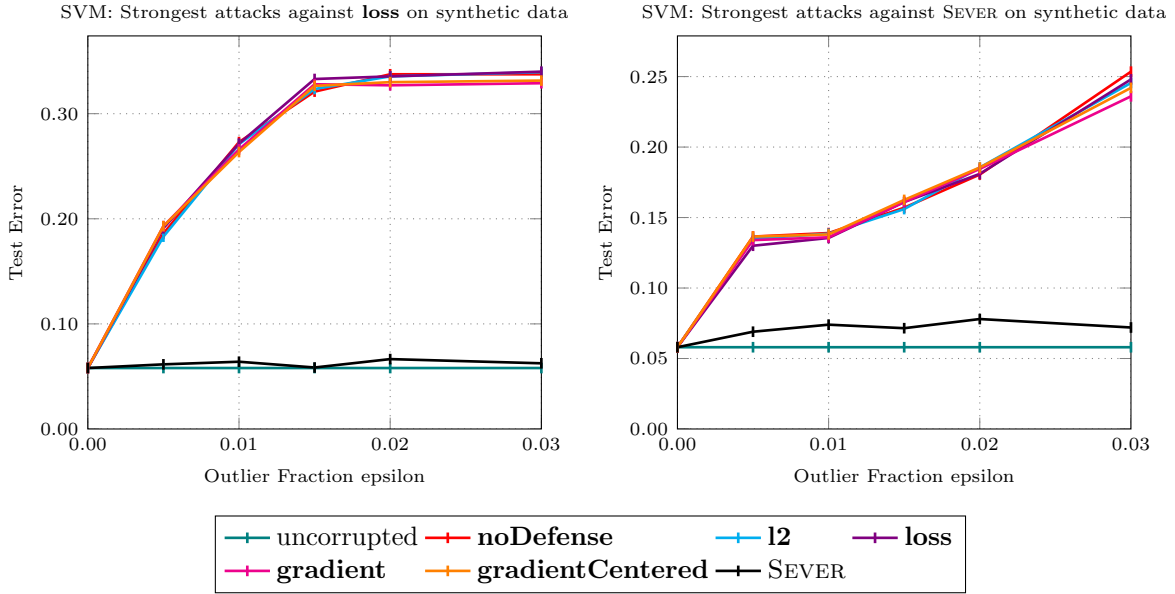 SVM: Strongest attacks against loss on synthetic data
0.30
0.20
0.10
0.00
Test Error
0.00 0.01 0.02 0.03
Outlier Fraction epsilon
SVM: Strongest attacks against SEVER on synthetic data
0.25
0.20
0.15
0.10
0.05
0.00
Test Error
0.00 0.01 0.02 0.03
Outlier Fraction epsilon
uncorrupted noDefense l2 loss
gradient gradientCentered SEVER